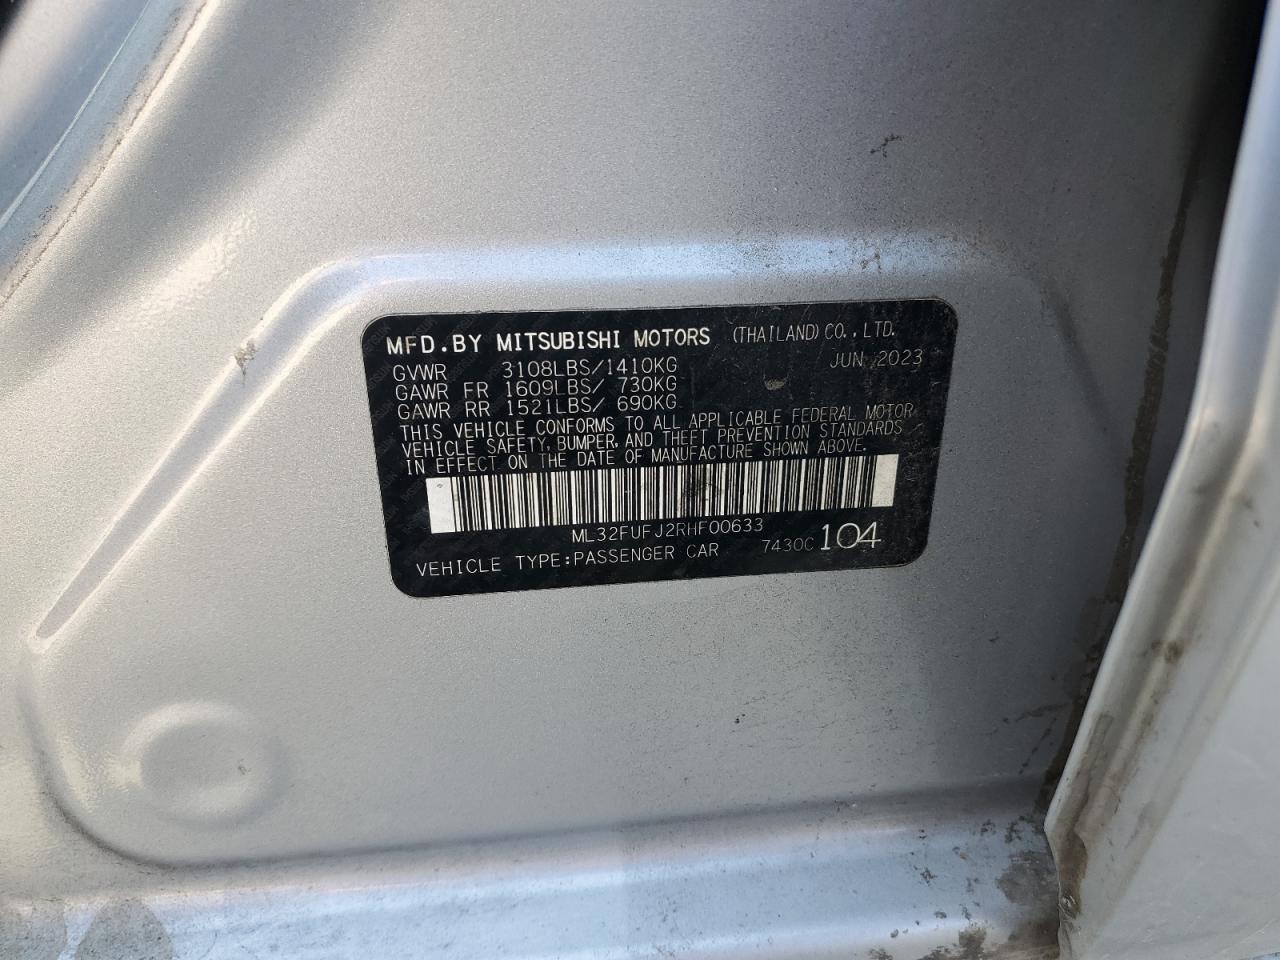 MFD.BY MITSUBISHI MOTORS (THAILAND) CO.,LTD.
GVWR 3108LBS/1410KG JUN 2023
GAWR FR 1609LBS/ 730KG
GAWR RR 1521LBS/ 690KG
THIS VEHICLE CONFORMS TO ALL APPLICABLE FEDERAL MOTOR
VEHICLE SAFETY, BUMPER, AND THEFT PREVENTION STANDARDS
IN EFFECT ON THE DATE OF MANUFACTURE SHOWN ABOVE.
ML32FUFJ2RHF00633
VEHICLE TYPE:PASSENGER CAR 7430C 104